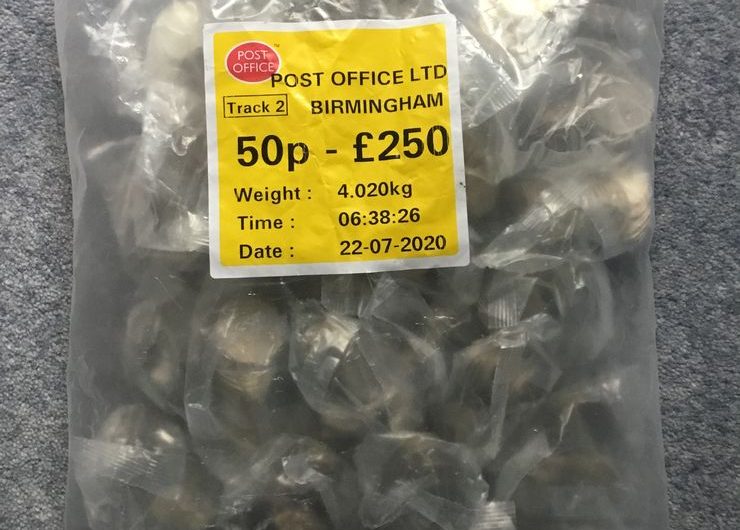 POST
OFFICE™
POST OFFICE LTD
Track 2 BIRMINGHAM
50p - £250
Weight : 4.020kg
Time : 06:38:26
Date : 22-07-2020